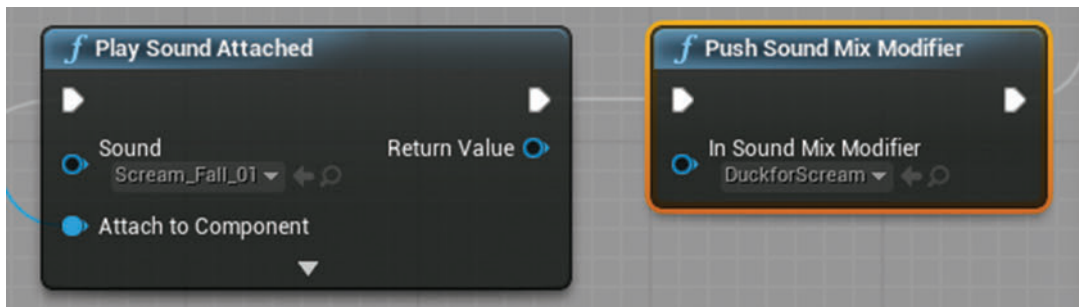 f Play Sound Attached
Sound
Scream_Fall_01
Return Value
Attach to Component
f Push Sound Mix Modifier
In Sound Mix Modifier
DuckforScream